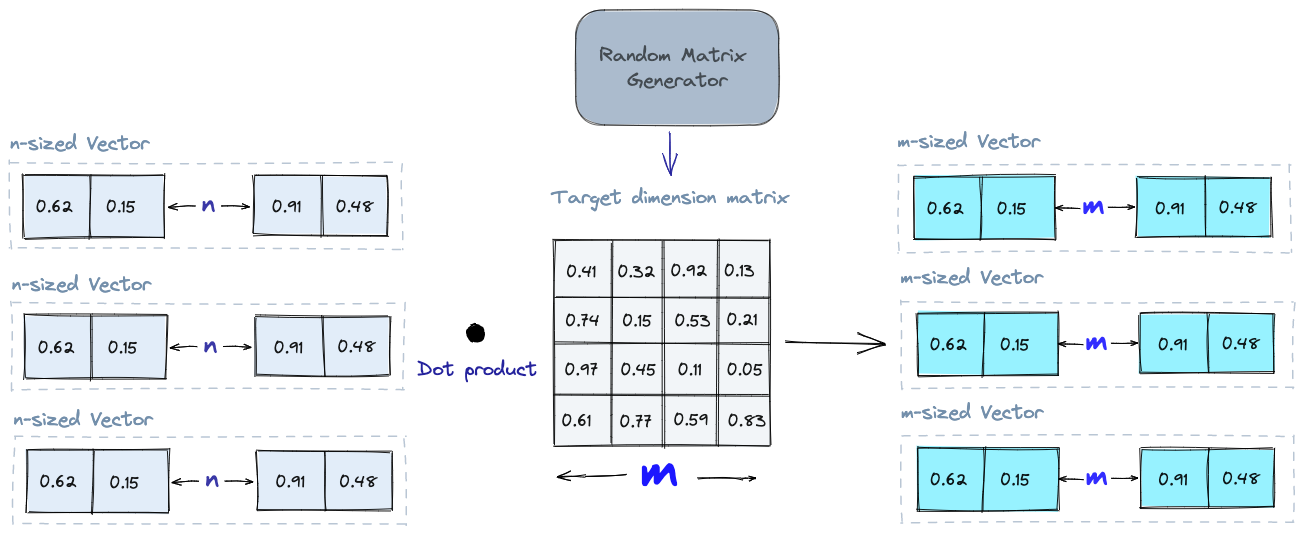 Random Matrix
Generator
n-sized Vector
0.62 0.15 n 0.91 0.48
n-sized Vector
0.62 0.15 n 0.91 0.48
n-sized Vector
0.62 0.15 n 0.91 0.48
Dot product
Target dimension matrix
0.41 0.32 0.92 0.13
0.74 0.15 0.53 0.21
0.97 0.45 0.11 0.05
0.61 0.77 0.59 0.83
m
m-sized Vector
0.62 0.15 m 0.91 0.48
m-sized Vector
0.62 0.15 m 0.91 0.48
m-sized Vector
0.62 0.15 m 0.91 0.48